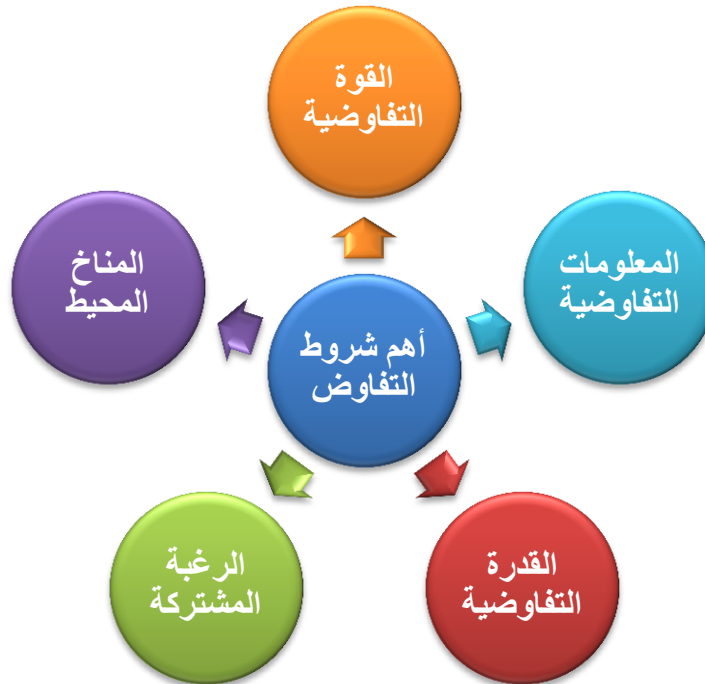 القوة
التفاوضية
المعلومات
التفاوضية
المناخ
المحيط
أهم شروط
التفاوض
القدرة
التفاوضية
الرغبة
المشتركة